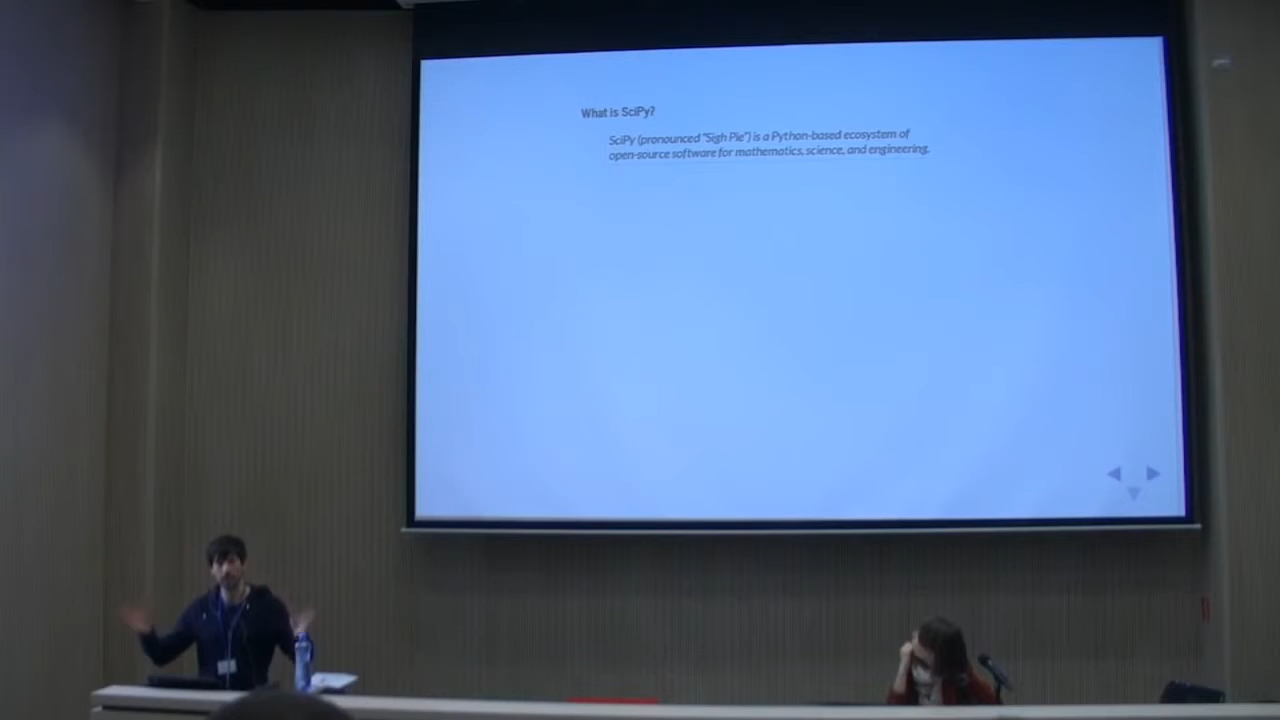 What is SciPy?
SciPy (pronounced "Sigh Pie") is a Python-based ecosystem of
open-source software for mathematics, science, and engineering.